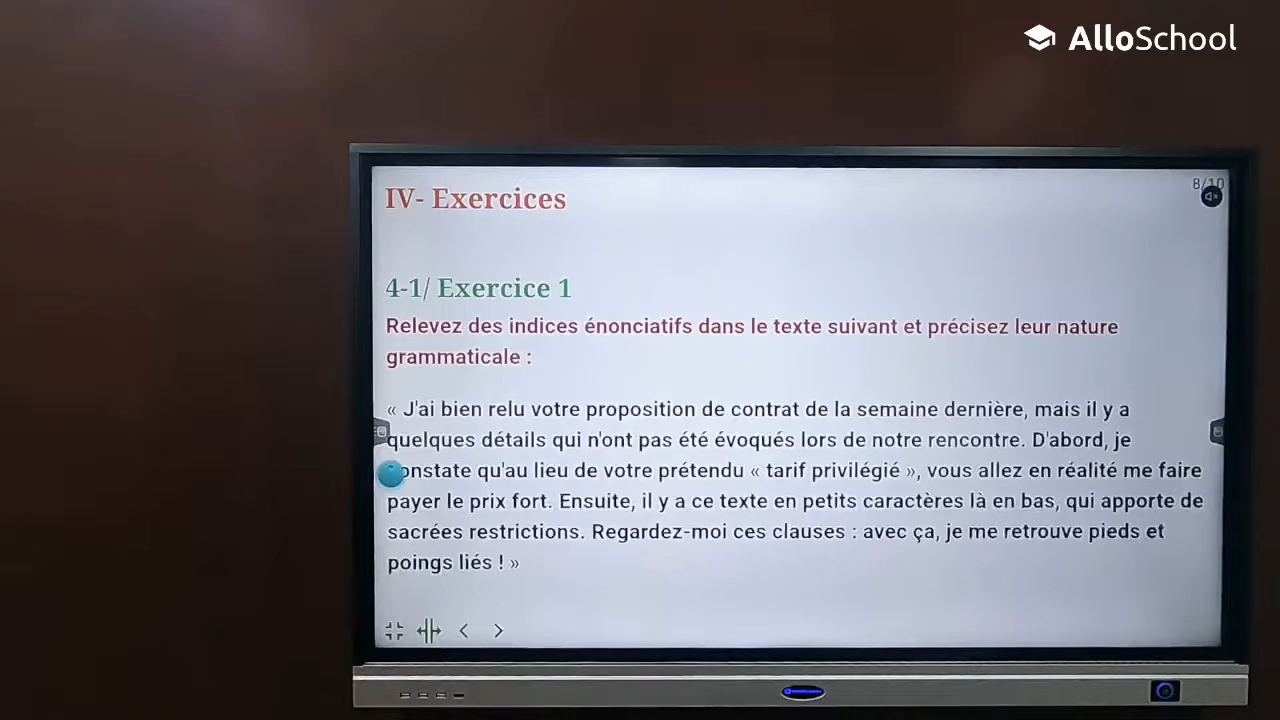 AlloSchool
8/10
IV- Exercices
4-1/ Exercice 1
Relevez des indices énonciatifs dans le texte suivant et précisez leur nature
grammaticale :
« J'ai bien relu votre proposition de contrat de la semaine dernière, mais il y a
quelques détails qui n'ont pas été évoqués lors de notre rencontre. D'abord, je
constate qu'au lieu de votre prétendu « tarif privilégié », vous allez en réalité me faire
payer le prix fort. Ensuite, il y a ce texte en petits caractères là en bas, qui apporte de
sacrées restrictions. Regardez-moi ces clauses : avec ça, je me retrouve pieds et
poings liés ! »